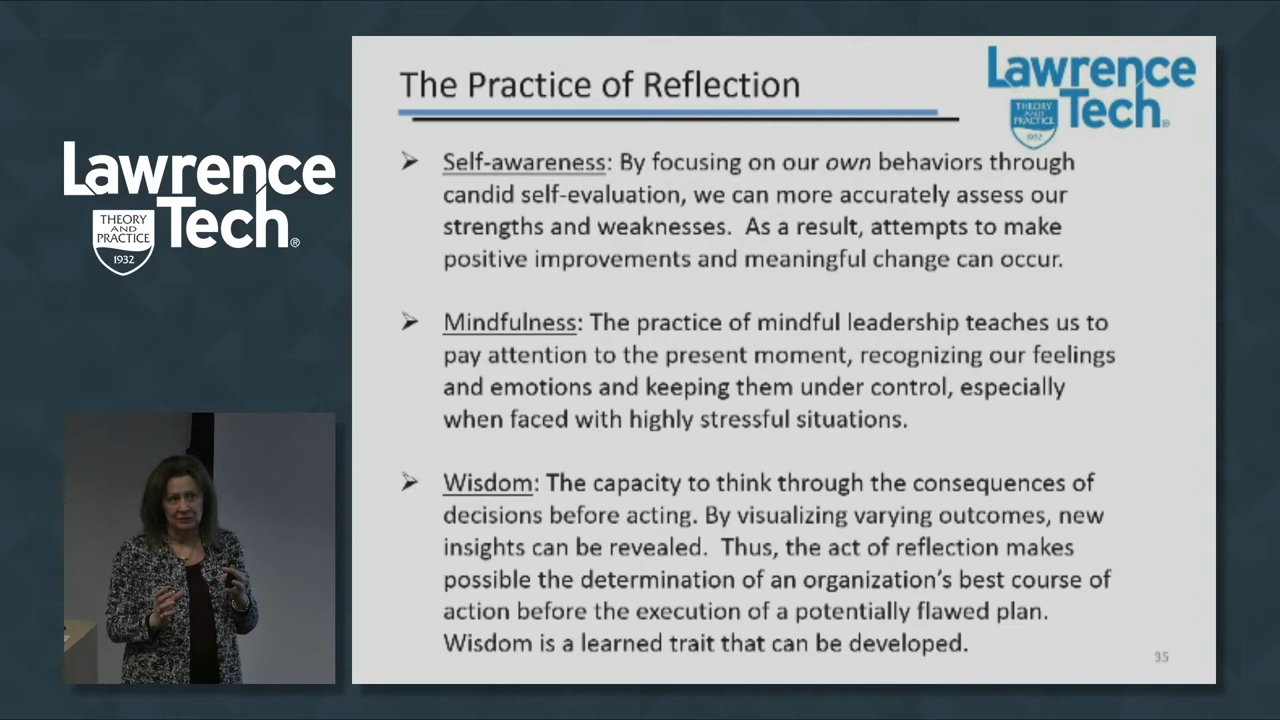 The Practice of Reflection
Lawrence
Tech®
THEORY
AND
PRACTICE
1932
➢ Self-awareness: By focusing on our own behaviors through
candid self-evaluation, we can more accurately assess our
strengths and weaknesses. As a result, attempts to make
positive improvements and meaningful change can occur.
➢ Mindfulness: The practice of mindful leadership teaches us to
pay attention to the present moment, recognizing our feelings
and emotions and keeping them under control, especially
when faced with highly stressful situations.
➢ Wisdom: The capacity to think through the consequences of
decisions before acting. By visualizing varying outcomes, new
insights can be revealed. Thus, the act of reflection makes
possible the determination of an organization's best course of
action before the execution of a potentially flawed plan.
Wisdom is a learned trait that can be developed.
35
Lawrence
Tech®
THEORY
AND
PRACTICE
1932